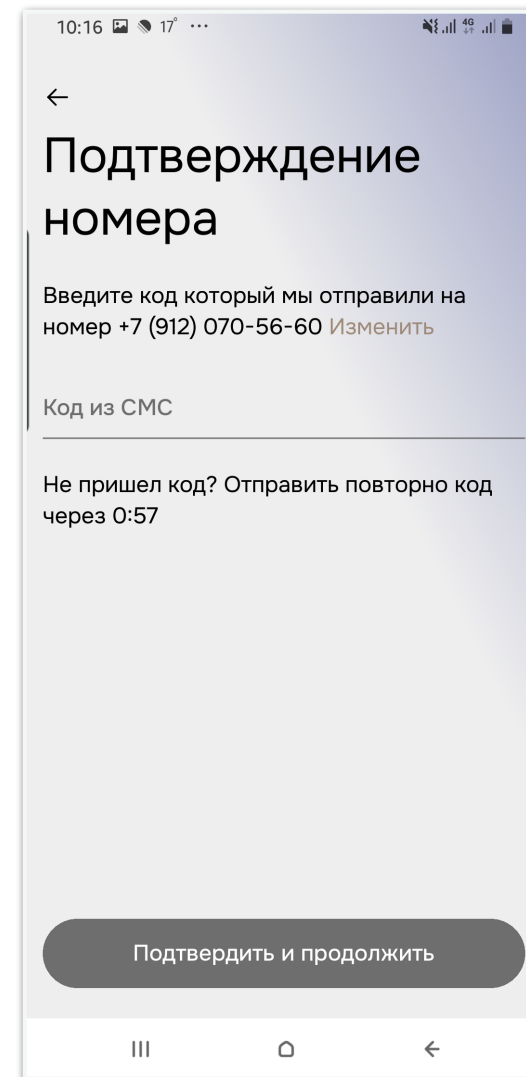 10:16 17° ...
4G
Подтверждение
номера
Введите код который мы отправили на
номер +7 (912) 070-56-60 Изменить
Код из СМС
Не пришел код? Отправить повторно код
через 0:57
Подтвердить и продолжить